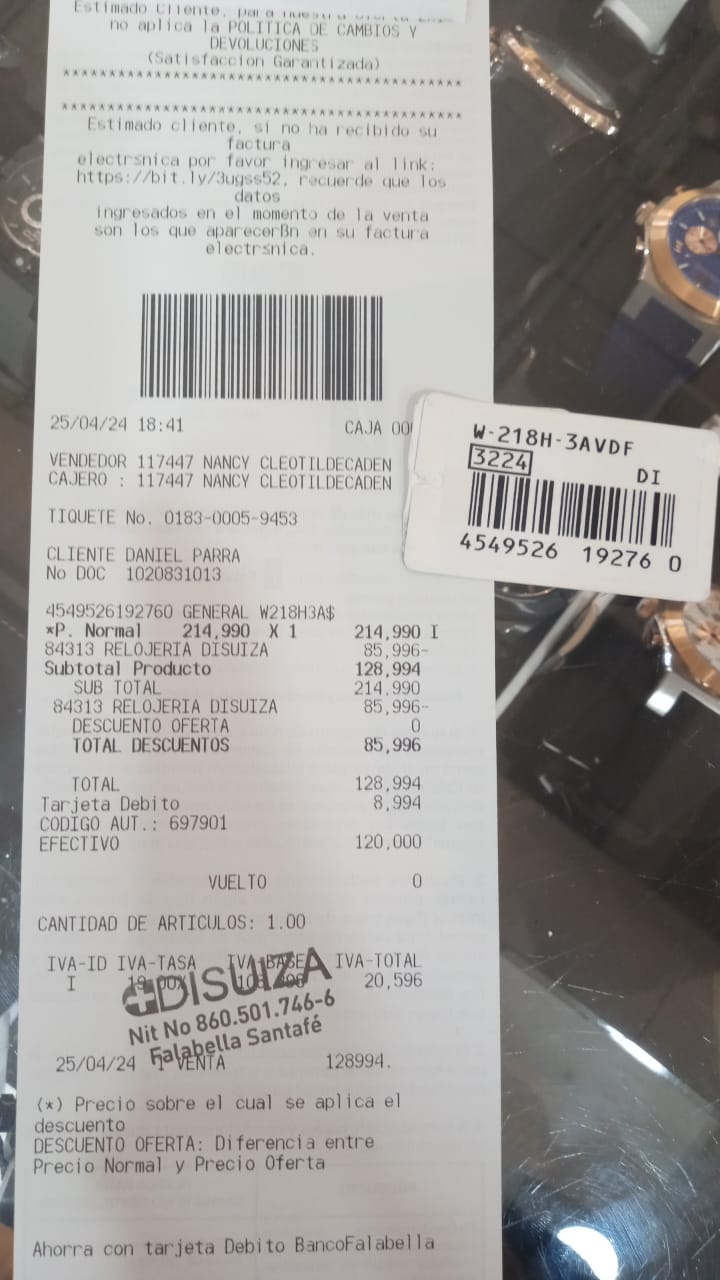 Estimado Cliente, para nuestra
no aplica la POLITICA DE CAMBIOS Y
DEVOLUCIONES
(Satisfaccion Garantizada)
****************************************
****************************************
Estimado cliente, si no ha recibido su
factura
electrsnica por favor ingresar al link:
https://bit.ly/3ugss52, recuerde que los
datos
ingresados en el momento de la venta
son los que aparecerßn en su factura
electrsnica.
25/04/24 18:41 CAJA
VENDEDOR 117447 NANCY CLEOTILDECADEN
CAJERO : 117447 NANCY CLEOTILDECADEN
TIQUETE No. 0183-0005-9453
CLIENTE DANIEL PARRA
No DOC 1020831013
4549526192760 GENERAL W218H3A$
*P. Normal 214,990 X 1 214,990 I
84313 RELOJERIA DISUIZA 85,996-
Subtotal Producto 128,994
SUB TOTAL 214,990
84313 RELOJERIA DISUIZA 85,996-
DESCUENTO OFERTA 0
TOTAL DESCUENTOS 85,996
TOTAL 128,994
Tarjeta Debito 8,994
CODIGO AUT.: 697901
EFECTIVO 120,000
VUELTO 0
CANTIDAD DE ARTICULOS: 1.00
IVA-ID IVA-TASA IVA-BASE IVA-TOTAL
I 20,596
DISUIZA
Nit No 860.501.746-6
Falabella Santafé
25/04/24 1 VENTA 128994.
(*) Precio sobre el cual se aplica el
descuento
DESCUENTO OFERTA: Diferencia entre
Precio Normal y Precio Oferta
Ahorra con tarjeta Debito BancoFalabella
W-218H-3AVDF
3224
DI
4549526 19276 0